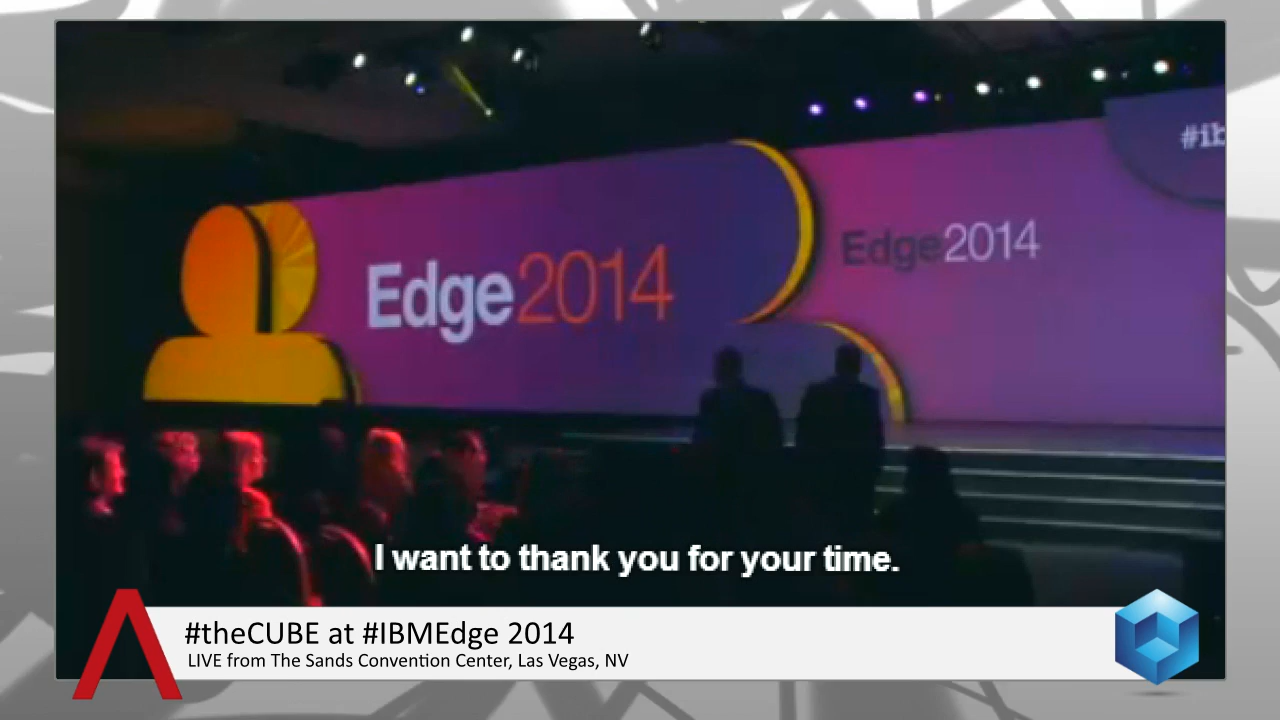 #ib
Edge2014
Edge2014
I want to thank you for your time.
#theCUBE at #IBMEdge 2014
LIVE from The Sands Convention Center, Las Vegas, NV